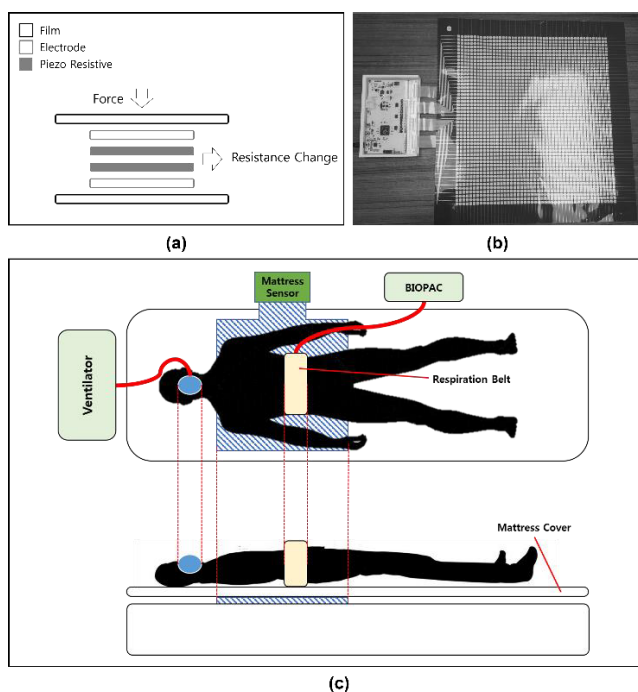 Film
Electrode
Piezo Resistive
Force
Resistance Change
(a)
(b)
Mattress
Sensor
BIOPAC
Ventilator
Respiration Belt
Mattress Cover
(c)